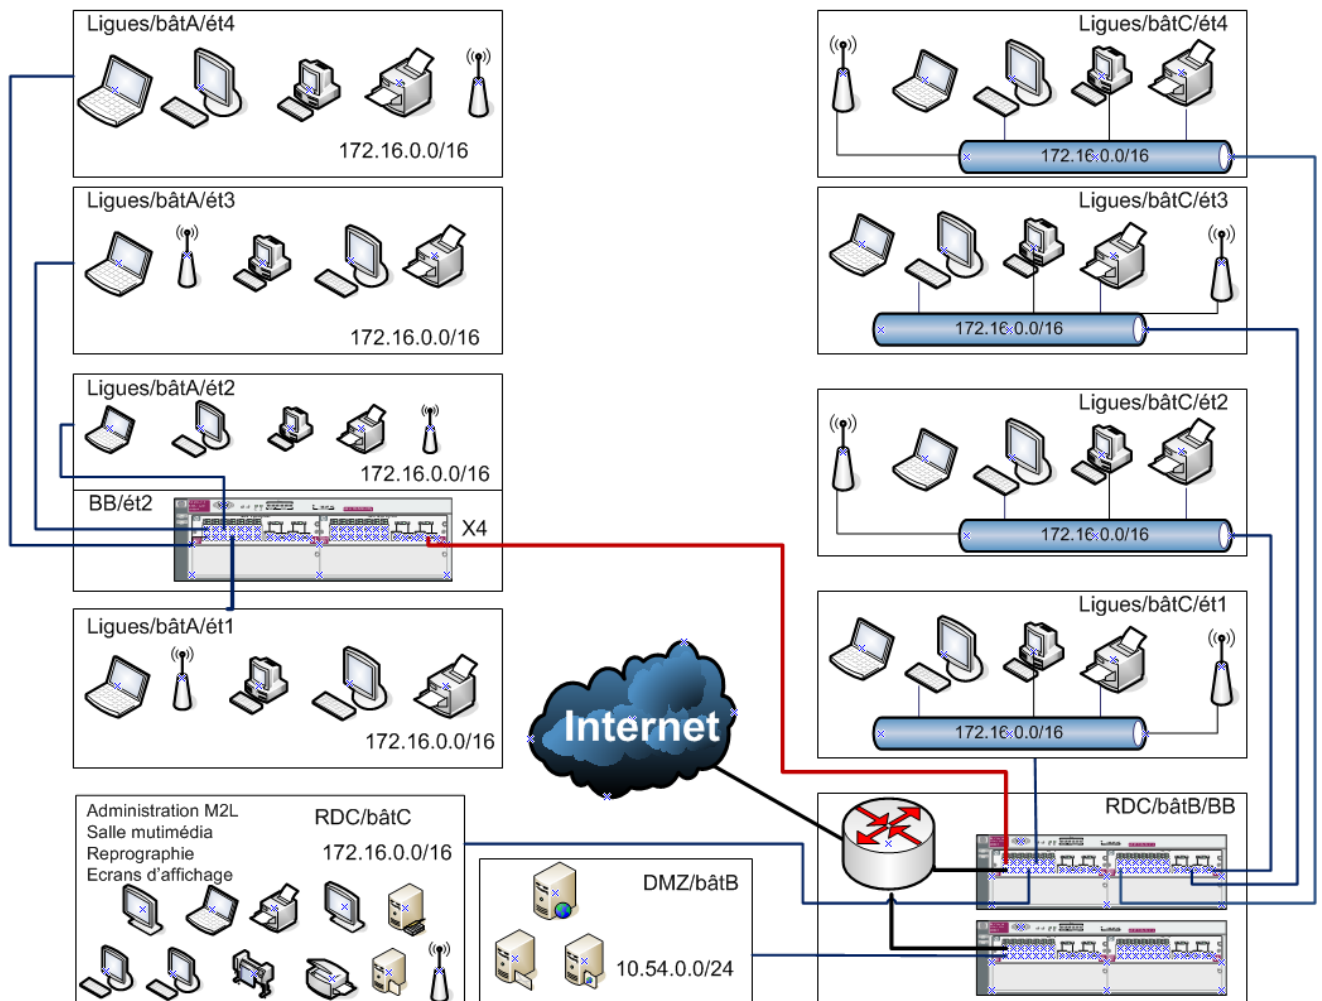 Ligues/bâtA/ét4
172.16.0.0/16
Ligues/bâtA/ét3
172.16.0.0/16
Ligues/bâtA/ét2
172.16.0.0/16
BB/ét2
X4
Ligues/bâtA/ét1
172.16.0.0/16
Administration M2L
Salle mutimédia
Reprographie
Ecrans d'affichage
RDC/bâtC
172.16.0.0/16
Internet
DMZ/bâtB
10.54.0.0/24
Ligues/bâtC/ét4
172.16.0.0/16
Ligues/bâtC/ét3
172.16.0.0/16
Ligues/bâtC/ét2
172.16.0.0/16
Ligues/bâtC/ét1
172.16.0.0/16
RDC/bâtB/BB